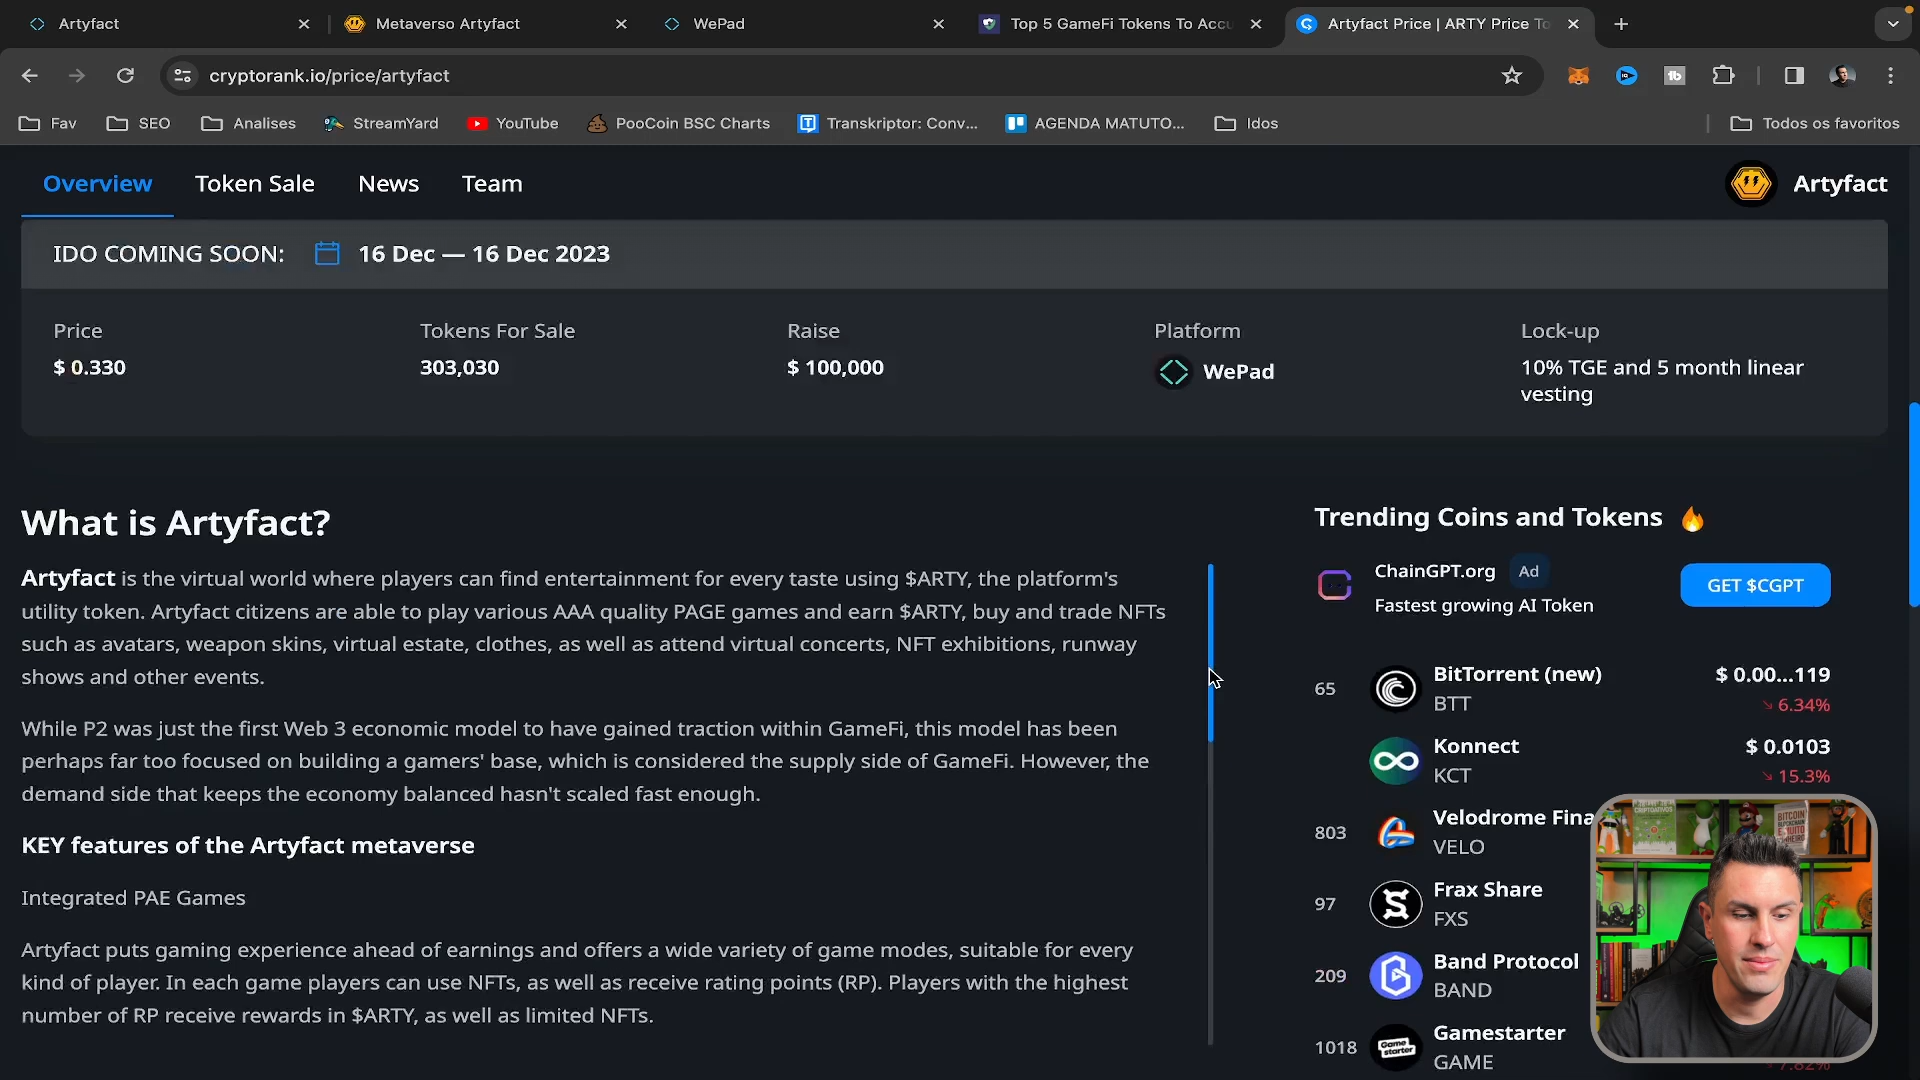 Artyfact
Metaverso Artyfact
WePad
Top 5 GameFi Tokens To Accu
Artyfact Price | ARTY Price To
cryptorank.io/price/artyfact
Fav
SEO
Analises
StreamYard
YouTube
PooCoin BSC Charts
Transkriptor: Conv...
AGENDA MATUTO...
Idos
Todos os favoritos
Overview
Token Sale
News
Team
Artyfact
IDO COMING SOON:
16 Dec — 16 Dec 2023
Price
Tokens For Sale
Raise
Platform
Lock-up
$ 0.330
303,030
$ 100,000
WePad
10% TGE and 5 month linear
vesting
What is Artyfact?
Artyfact is the virtual world where players can find entertainment for every taste using $ARTY, the platform's
utility token. Artyfact citizens are able to play various AAA quality PAGE games and earn $ARTY, buy and trade NFTs
such as avatars, weapon skins, virtual estate, clothes, as well as attend virtual concerts, NFT exhibitions, runway
shows and other events.
While P2 was just the first Web 3 economic model to have gained traction within GameFi, this model has been
perhaps far too focused on building a gamers' base, which is considered the supply side of GameFi. However, the
demand side that keeps the economy balanced hasn't scaled fast enough.
KEY features of the Artyfact metaverse
Integrated PAE Games
Artyfact puts gaming experience ahead of earnings and offers a wide variety of game modes, suitable for every
kind of player. In each game players can use NFTs, as well as receive rating points (RP). Players with the highest
number of RP receive rewards in $ARTY, as well as limited NFTs.
Trending Coins and Tokens
ChainGPT.org
Ad
Fastest growing AI Token
GET $CGPT
65
BitTorrent (new)
BTT
$ 0.00...119
6.34%
Konnect
KCT
$ 0.0103
15.3%
803
Velodrome Fina
VELO
97
Frax Share
FXS
209
Band Protocol
BAND
1018
Game starter
Gamestarter
GAME
7.82%
BITCOIN